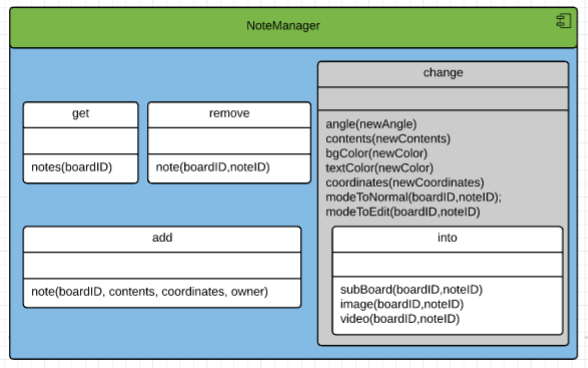 NoteManager
get
notes(boardID)
remove
note(boardID,noteID)
change
angle(newAngle)
contents(newContents)
bgColor(newColor)
textColor(newColor)
coordinates(newCoordinates)
modeToNormal(boardID,noteID);
modeToEdit(boardID,noteID)
add
note(boardID, contents, coordinates, owner)
into
subBoard(boardID,noteID)
image(boardID,noteID)
video(boardID,noteID)